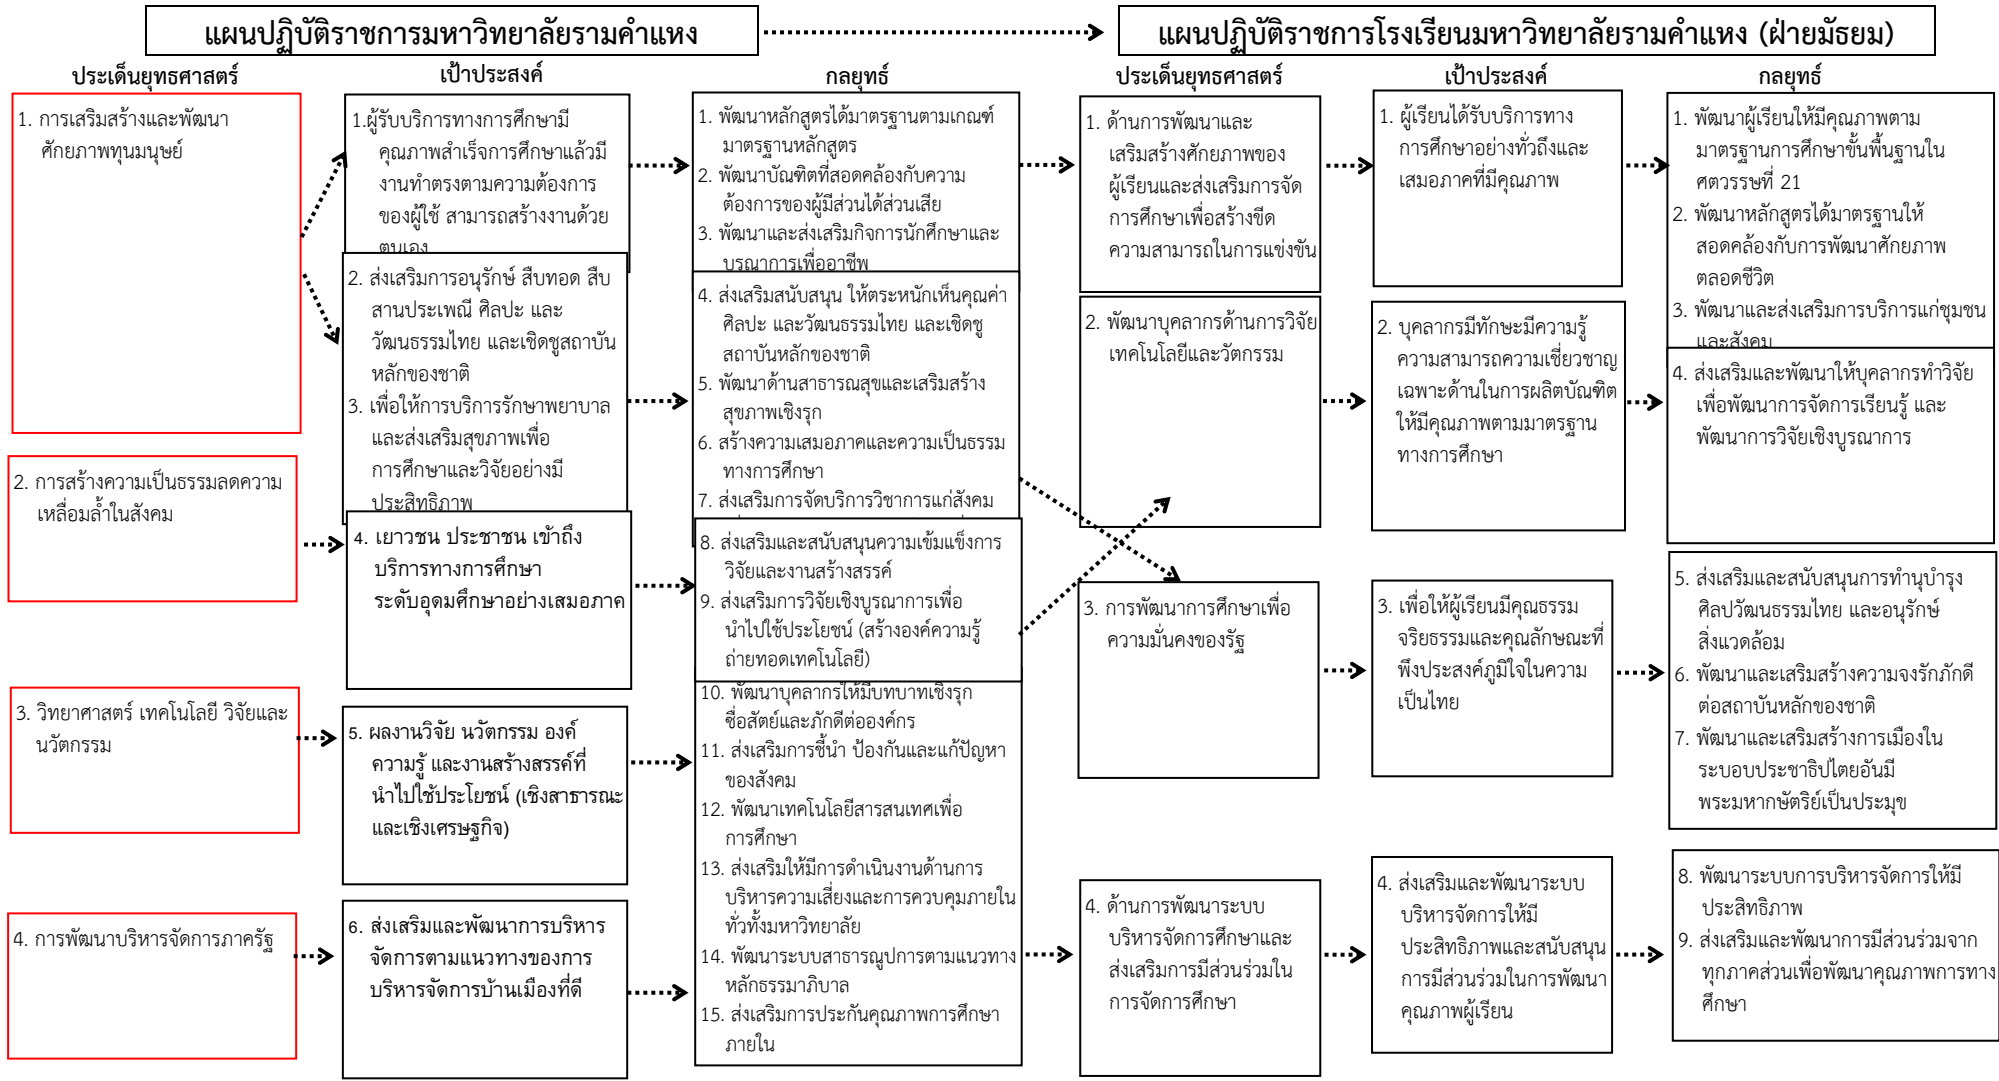 แผนปฏิบัติราชการมหาวิทยาลัยรามคำแหง
แผนปฏิบัติราชการโรงเรียนมหาวิทยาลัยรามคำแหง (ฝ่ายมัธยม)
ประเด็นยุทธศาสตร์
เป้าประสงค์
กลยุทธ์
ประเด็นยุทธศาสตร์
เป้าประสงค์
กลยุทธ์
1. การเสริมสร้างและพัฒนา
ศักยภาพทุนมนุษย์
2. การสร้างความเป็นธรรมลดความ
เหลื่อมล้ำในสังคม
3. วิทยาศาสตร์ เทคโนโลยี วิจัยและ
นวัตกรรม
4. การพัฒนาบริหารจัดการภาครัฐ
1.ผู้รับบริการทางการศึกษามี
คุณภาพสำเร็จการศึกษาแล้วมี
งานทำตรงตามความต้องการ
ของผู้ใช้ สามารถสร้างงานด้วย
ตนเอง
2. ส่งเสริมการอนุรักษ์ สืบทอด สืบ
สานประเพณี ศิลปะ และ
วัฒนธรรมไทย และเชิดชูสถาบัน
หลักของชาติ
3. เพื่อให้การบริการรักษาพยาบาล
และส่งเสริมสุขภาพเพื่อ
การศึกษาและวิจัยอย่างมี
ประสิทธิภาพ
4. เยาวชน ประชาชน เข้าถึง
บริการทางการศึกษา
ระดับอุดมศึกษาอย่างเสมอภาค
5. ผลงานวิจัย นวัตกรรม องค์
ความรู้ และงานสร้างสรรค์ที่
นำไปใช้ประโยชน์ (เชิงสาธารณะ
และเชิงเศรษฐกิจ)
6. ส่งเสริมและพัฒนาการบริหาร
จัดการตามแนวทางของการ
บริหารจัดการบ้านเมืองที่ดี
1. พัฒนาหลักสูตรได้มาตรฐานตามเกณฑ์
มาตรฐานหลักสูตร
2. พัฒนาบัณฑิตที่สอดคล้องกับความ
ต้องการของผู้มีส่วนได้ส่วนเสีย
3. พัฒนาและส่งเสริมกิจการนักศึกษาและ
บูรณาการเพื่ออาชีพ
4. ส่งเสริมสนับสนุน ให้ตระหนักเห็นคุณค่า
ศิลปะ และวัฒนธรรมไทย และเชิดชู
สถาบันหลักของชาติ
5. พัฒนาด้านสาธารณสุขและเสริมสร้าง
สุขภาพเชิงรุก
6. สร้างความเสมอภาคและความเป็นธรรม
ทางการศึกษา
7. ส่งเสริมการจัดบริการวิชาการแก่สังคม
8. ส่งเสริมและสนับสนุนความเข้มแข็งการ
วิจัยและงานสร้างสรรค์
9. ส่งเสริมการวิจัยเชิงบูรณาการเพื่อ
นำไปใช้ประโยชน์ (สร้างองค์ความรู้
ถ่ายทอดเทคโนโลยี)
10. พัฒนาบุคลากรให้มีบทบาทเชิงรุก
ซื่อสัตย์และภักดีต่อองค์กร
11. ส่งเสริมการชี้นำ ป้องกันและแก้ปัญหา
ของสังคม
12. พัฒนาเทคโนโลยีสารสนเทศเพื่อ
การศึกษา
13. ส่งเสริมให้มีการดำเนินงานด้านการ
บริหารความเสี่ยงและการควบคุมภายใน
ทั่วทั้งมหาวิทยาลัย
14. พัฒนาระบบสาธารณูปการตามแนวทาง
หลักธรรมาภิบาล
15. ส่งเสริมการประกันคุณภาพการศึกษา
ภายใน
1. ด้านการพัฒนาและ
เสริมสร้างศักยภาพของ
ผู้เรียนและส่งเสริมการจัด
การศึกษาเพื่อสร้างขีด
ความสามารถในการแข่งขัน
2. พัฒนาบุคลากรด้านการวิจัย
เทคโนโลยีและวัตกรรม
3. การพัฒนาการศึกษาเพื่อ
ความมั่นคงของรัฐ
4. ด้านการพัฒนาระบบ
บริหารจัดการศึกษาและ
ส่งเสริมการมีส่วนร่วมใน
การจัดการศึกษา
1. ผู้เรียนได้รับบริการทาง
การศึกษาอย่างทั่วถึงและ
เสมอภาคที่มีคุณภาพ
2. บุคลากรมีทักษะมีความรู้
ความสามารถความเชี่ยวชาญ
เฉพาะด้านในการผลิตบัณฑิต
ให้มีคุณภาพตามมาตรฐาน
ทางการศึกษา
3. เพื่อให้ผู้เรียนมีคุณธรรม
จริยธรรมและคุณลักษณะที่
พึงประสงค์ภูมิใจในความ
เป็นไทย
4. ส่งเสริมและพัฒนาระบบ
บริหารจัดการให้มี
ประสิทธิภาพและสนับสนุน
การมีส่วนร่วมในการพัฒนา
คุณภาพผู้เรียน
1. พัฒนาผู้เรียนให้มีคุณภาพตาม
มาตรฐานการศึกษาขั้นพื้นฐานใน
ศตวรรษที่ 21
2. พัฒนาหลักสูตรได้มาตรฐานให้
สอดคล้องกับการพัฒนาศักยภาพ
ตลอดชีวิต
3. พัฒนาและส่งเสริมการบริการแก่ชุมชน
และสังคม
4. ส่งเสริมและพัฒนาให้บุคลากรทำวิจัย
เพื่อพัฒนาการจัดการเรียนรู้ และ
พัฒนาการวิจัยเชิงบูรณาการ
5. ส่งเสริมและสนับสนุนการทำนุบำรุง
ศิลปวัฒนธรรมไทย และอนุรักษ์
สิ่งแวดล้อม
6. พัฒนาและเสริมสร้างความจงรักภักดี
ต่อสถาบันหลักของชาติ
7. พัฒนาและเสริมสร้างการเมืองใน
ระบอบประชาธิปไตยอันมี
พระมหากษัตริย์เป็นประมุข
8. พัฒนาระบบการบริหารจัดการให้มี
ประสิทธิภาพ
9. ส่งเสริมและพัฒนาการมีส่วนร่วมจาก
ทุกภาคส่วนเพื่อพัฒนาคุณภาพการทาง
ศึกษา